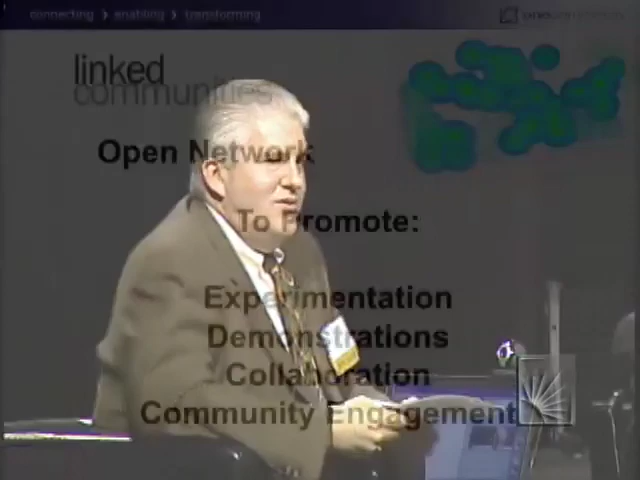 connecting > enabling > transforming
linked
communities
Open Network
To Promote:
Experimentation
Demonstrations
Collaboration
Community Engagement